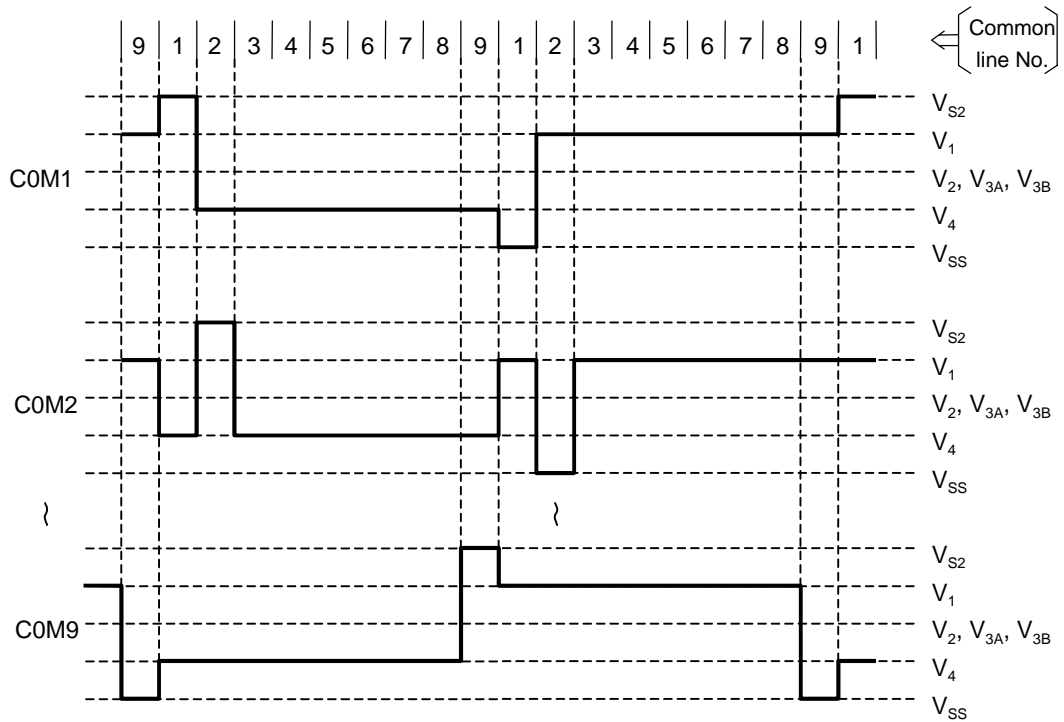 9 1 2 3 4 5 6 7 8 9 1 2 3 4 5 6 7 8 9 1
Common
line No.
VS2
V1
C0M1
V2, V3A, V3B
V4
VSS
VS2
V1
C0M2
V2, V3A, V3B
V4
VSS
VS2
V1
C0M9
V2, V3A, V3B
V4
VSS